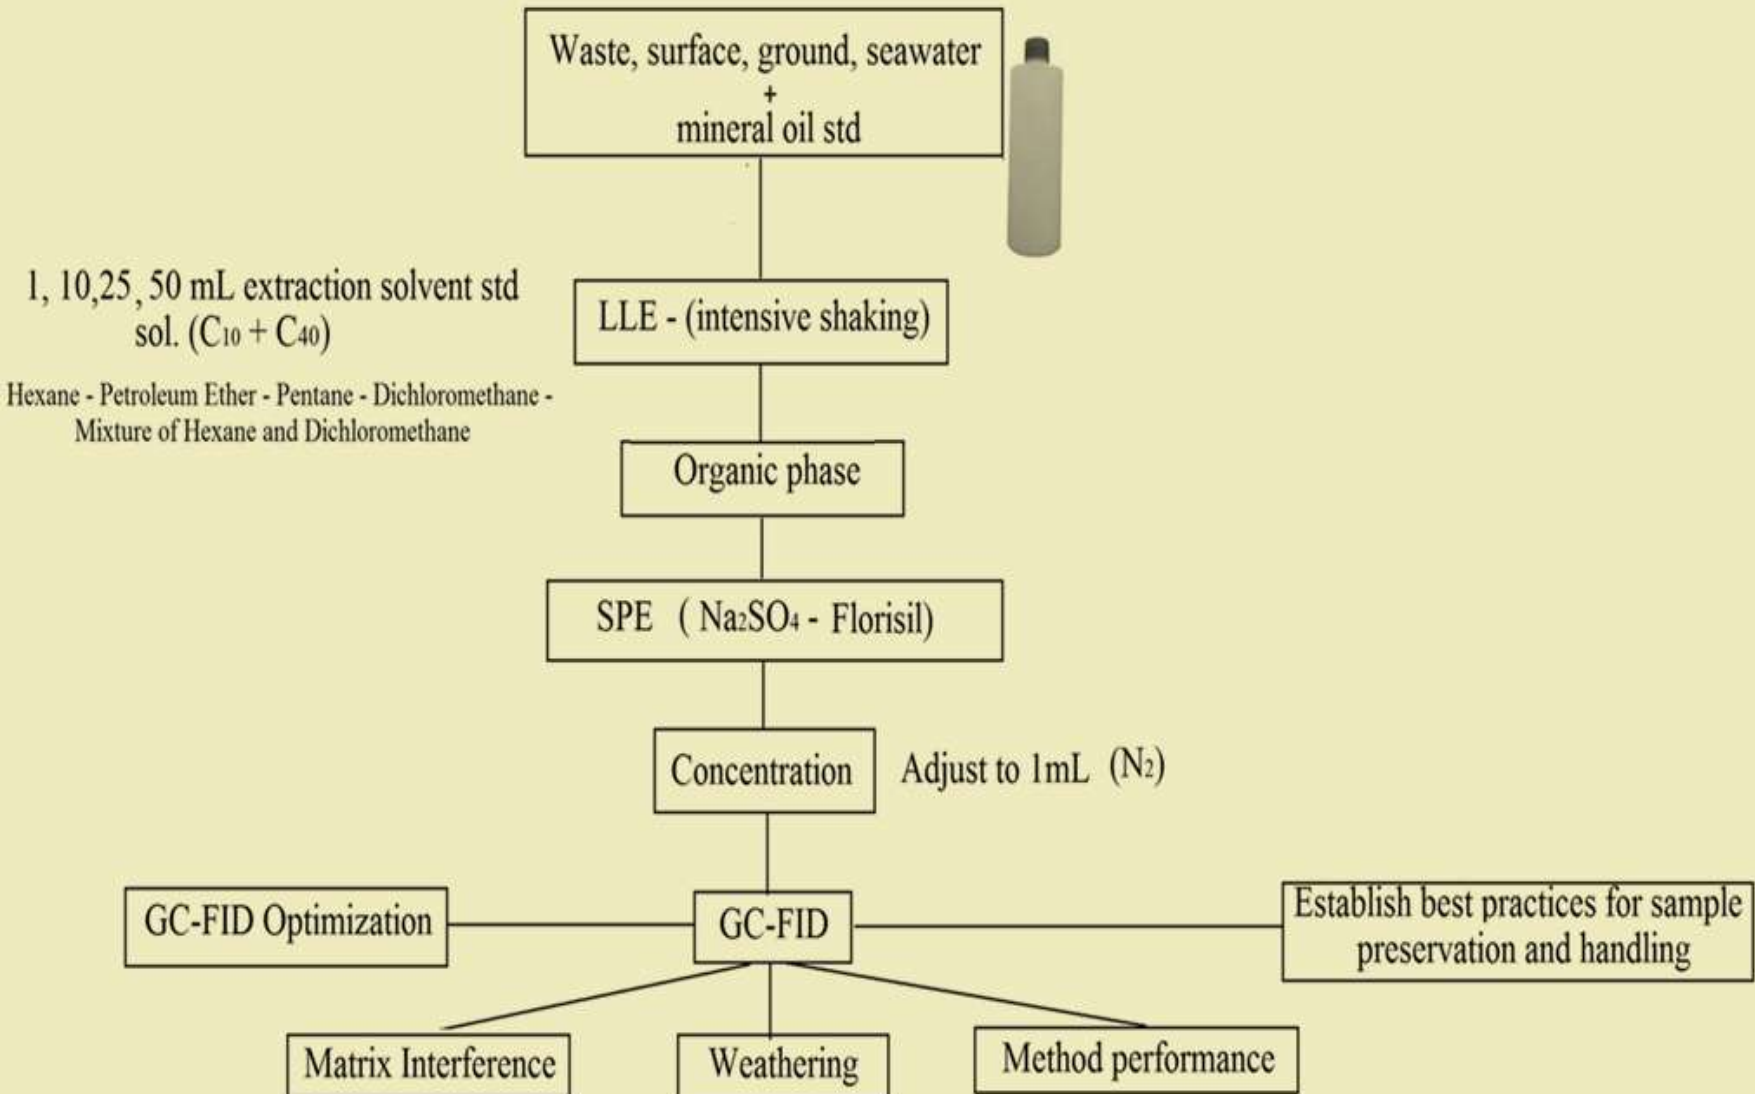 Waste, surface, ground, seawater
+
mineral oil std
1, 10,25, 50 mL extraction solvent std
sol. (C₁₀ + C₄₀)
LLE - (intensive shaking)
Hexane - Petroleum Ether - Pentane - Dichloromethane -
Mixture of Hexane and Dichloromethane
Organic phase
SPE ( Na₂SO₄ - Florisil)
Concentration
Adjust to 1mL (N₂)
GC-FID Optimization
GC-FID
Establish best practices for sample
preservation and handling
Matrix Interference
Weathering
Method performance